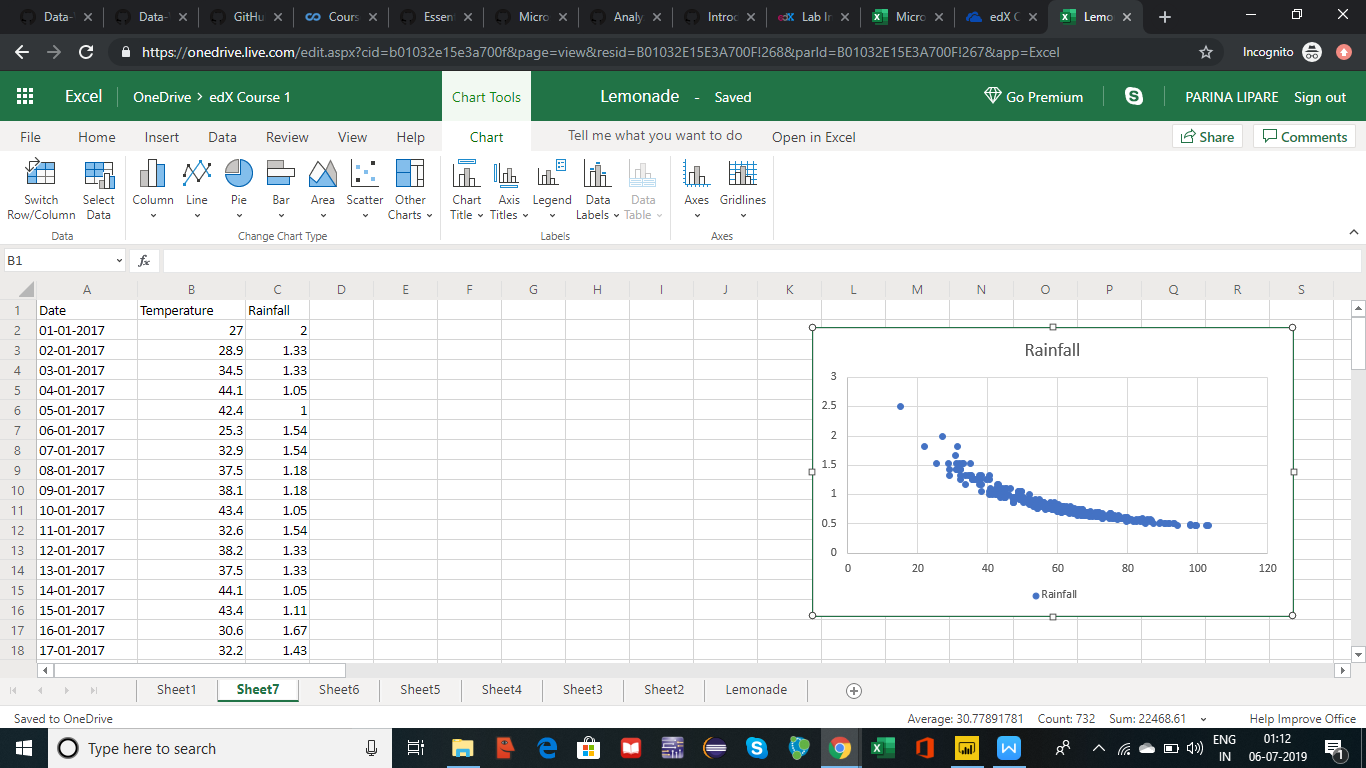 Data- Data- GitHu Cours Essen Micro Analy Introd edX Lab In Micro edX C Lemo
https://onedrive.live.com/edit.aspx?cid=b01032e15e3a700f&page=view&resid=B01032E15E3A700F!268&parId=B01032E15E3A700F!267&app=Excel Incognito
Excel OneDrive > edX Course 1 Chart Tools Lemonade - Saved Go Premium PARINA LIPARE Sign out
File Home Insert Data Review View Help Chart Tell me what you want to do Open in Excel Share Comments
Switch Row/Column Select Data Column Line Pie Bar Area Scatter Other Charts Chart Title Axis Titles Legend Data Labels Data Table Axes Gridlines
Data Change Chart Type Labels Axes
B1 fx
A B C D E F G H I J K L M N O P Q R S
1 Date Temperature Rainfall
2 01-01-2017 27 2
3 02-01-2017 28.9 1.33
4 03-01-2017 34.5 1.33
5 04-01-2017 44.1 1.05
6 05-01-2017 42.4 1
7 06-01-2017 25.3 1.54
8 07-01-2017 32.9 1.54
9 08-01-2017 37.5 1.18
10 09-01-2017 38.1 1.18
11 10-01-2017 43.4 1.05
12 11-01-2017 32.6 1.54
13 12-01-2017 38.2 1.33
14 13-01-2017 37.5 1.33
15 14-01-2017 44.1 1.05
16 15-01-2017 43.4 1.11
17 16-01-2017 30.6 1.67
18 17-01-2017 32.2 1.43
Rainfall
3
2.5
2
1.5
1
0.5
0
0 20 40 60 80 100 120
Rainfall
Sheet1 Sheet7 Sheet6 Sheet5 Sheet4 Sheet3 Sheet2 Lemonade
Saved to OneDrive Average: 30.77891781 Count: 732 Sum: 22468.61 Help Improve Office
Type here to search ENG 01:12
IN 06-07-2019 1